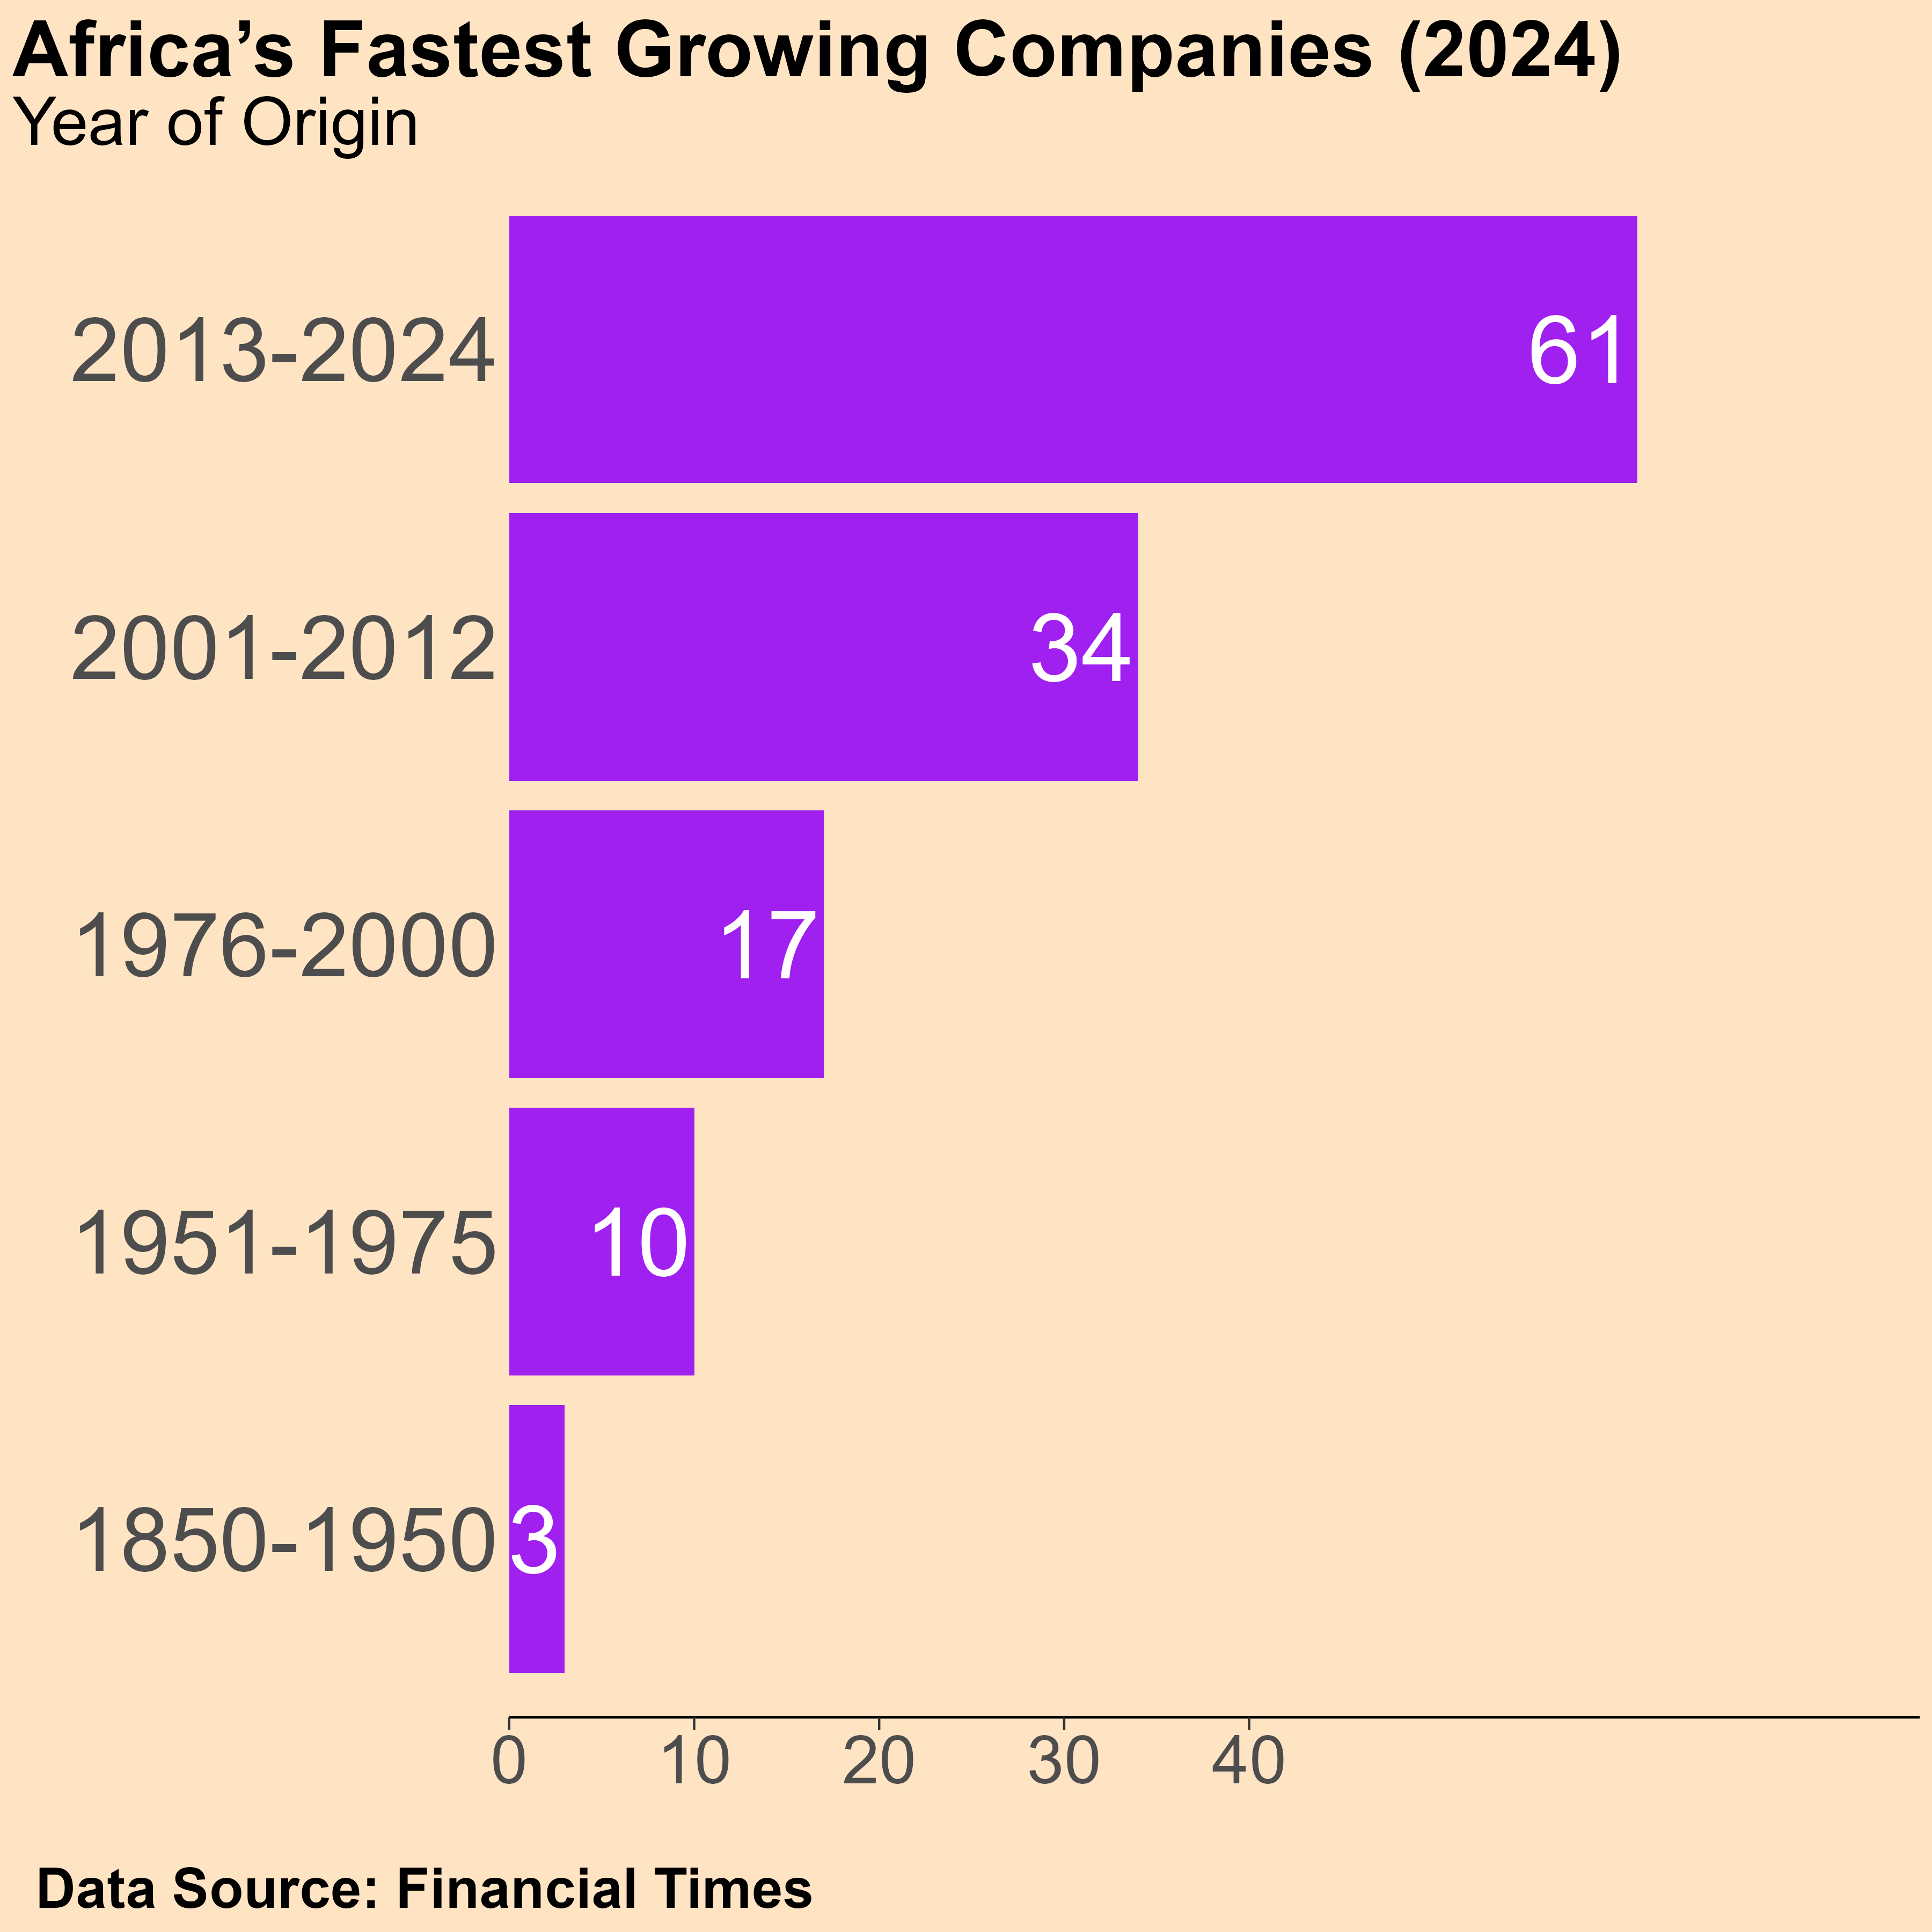 Africa’s Fastest Growing Companies (2024)
Year of Origin
2013-2024 61
2001-2012 34
1976-2000 17
1951-1975 10
1850-1950 3
0 10 20 30 40
Data Source: Financial Times